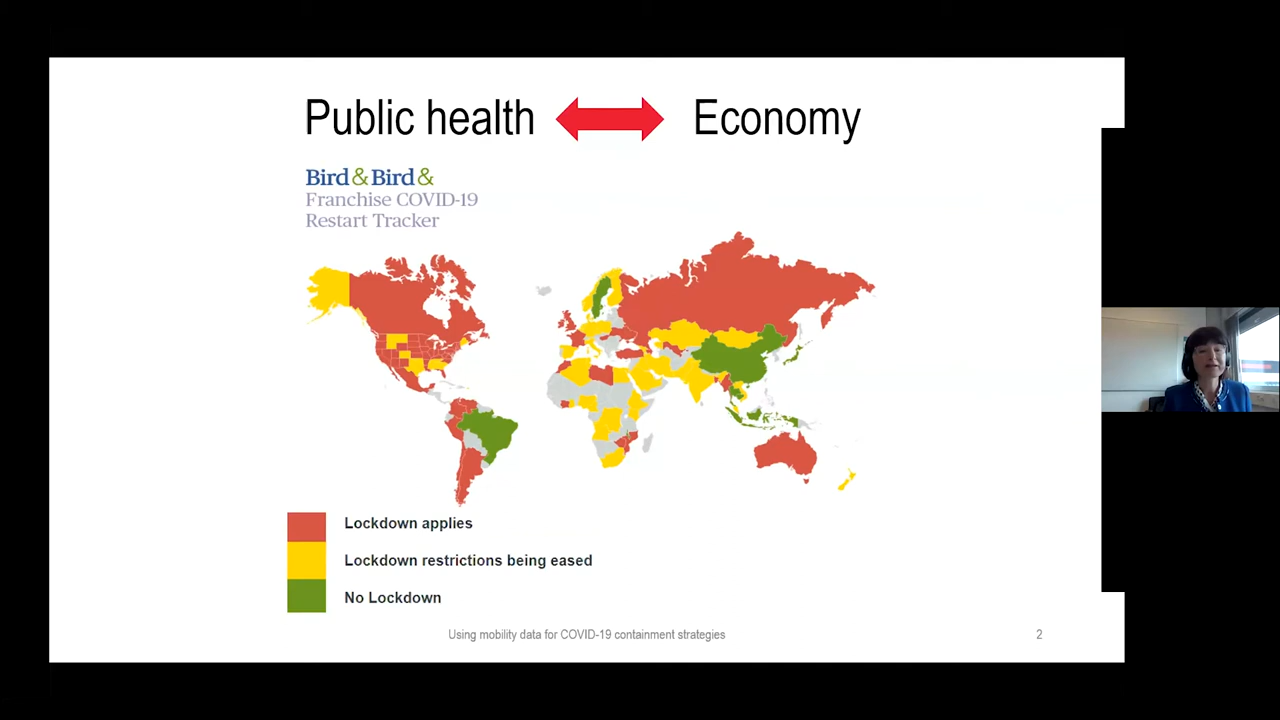 Public health
Economy
Bird & Bird &
Franchise COVID-19
Restart Tracker
Lockdown applies
Lockdown restrictions being eased
No Lockdown
Using mobility data for COVID-19 containment strategies
2